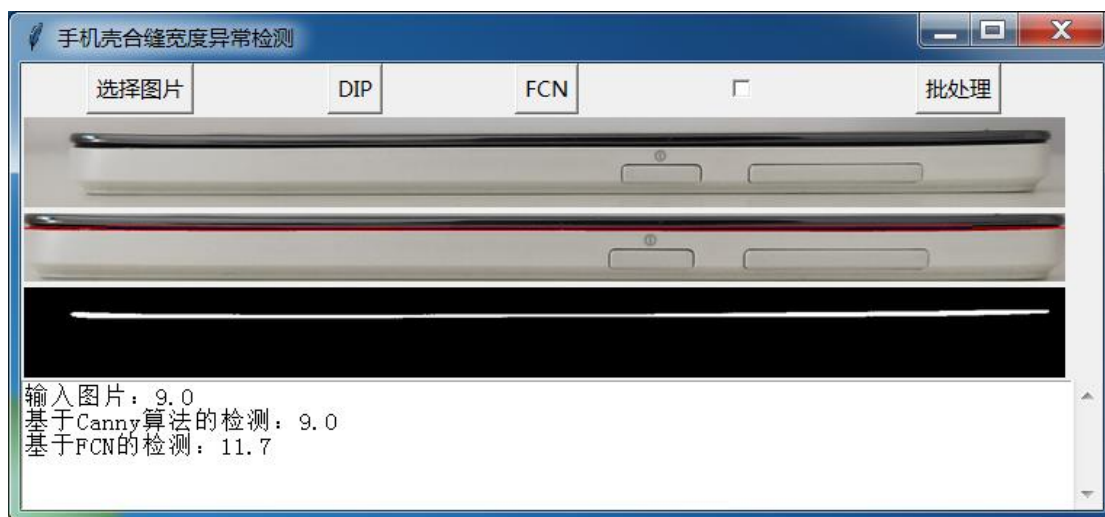 手机壳合缝宽度异常检测
选择图片 DIP FCN 批处理
输入图片：9.0
基于Canny算法的检测：9.0
基于FCN的检测：11.7